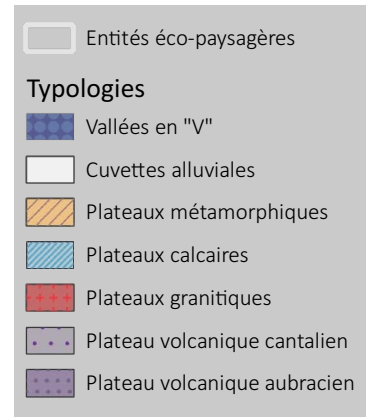 Entités éco-paysagères
Typologies
Vallées en "V"
Cuvettes alluviales
Plateaux métamorphiques
Plateaux calcaires
Plateaux granitiques
Plateau volcanique cantalien
Plateau volcanique aubracien